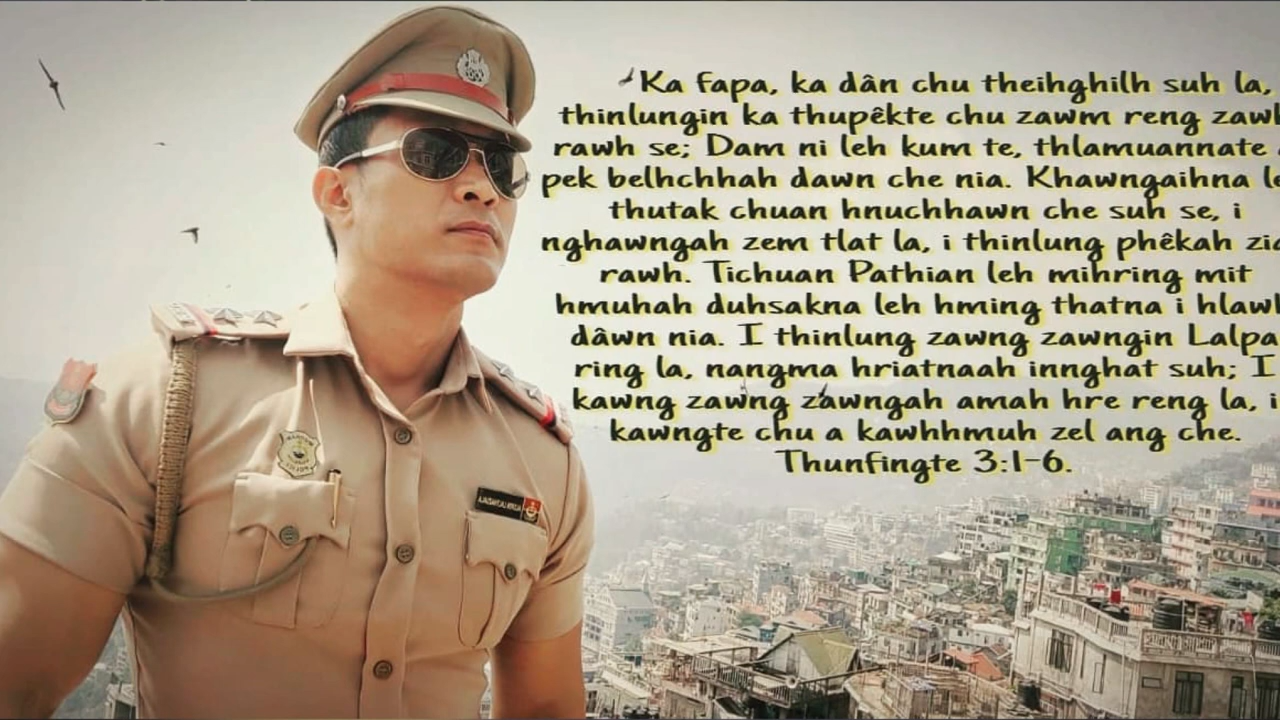 Ka fapa, ka dân chu theihghilh suh la,
thinlungin ka thupêkte chu zawm reng
rawh se; Dam ni leh kum te, thlamuannate
pek belhchhah dawn che nia. Khawngaihna
thutak chuan hnuchhawn che suh se, i
nghawngah zem tlat la, i thinlung phêkah
rawh. Tichuan Pathian leh mihring mit
hmuhah duhsakna leh hming thatna i
dâwn nia. I thinlung zawng zawngin Lalpa
ring la, nangma hriatnaah innghat suh; I
kawng zawng zawngah amah hre reng la, i
kawngte chu a kawhhmuh zel ang che.
Thunfingte 3:1-6.